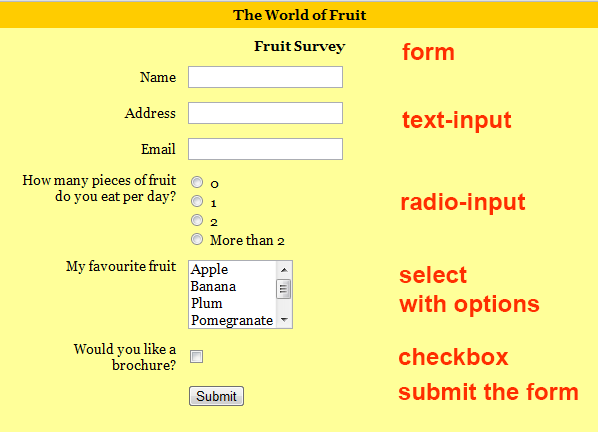 The World of Fruit
Fruit Survey
form
Name
Address
text-input
Email
How many pieces of fruit
do you eat per day?
0
1
2
More than 2
radio-input
My favourite fruit
Apple
Banana
Plum
Pomegranate
select
with options
Would you like a
brochure?
checkbox
Submit
submit the form